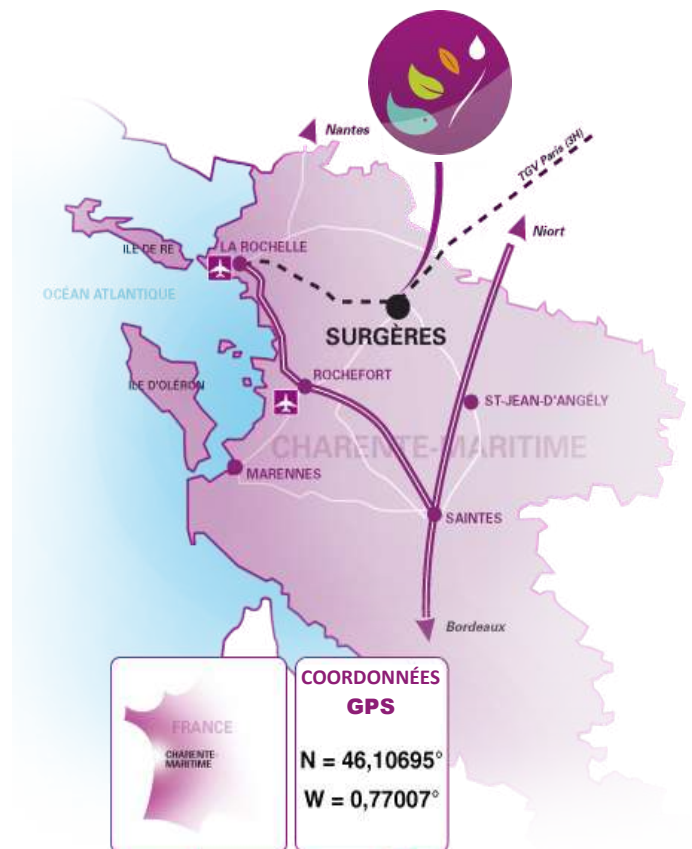 Nantes
TGV Paris (3H)
Niort
ILE DE RÉ
LA ROCHELLE
OCÉAN ATLANTIQUE
SURGÈRES
ROCHEFORT
ILE D'OLÉRON
ST-JEAN-D'ANGÉLY
CHARENTE-MARITIME
MARENNES
SAINTES
Bordeaux
FRANCE
CHARENTE-
MARITIME
COORDONNÉES
GPS
N = 46,10695°
W = 0,77007°